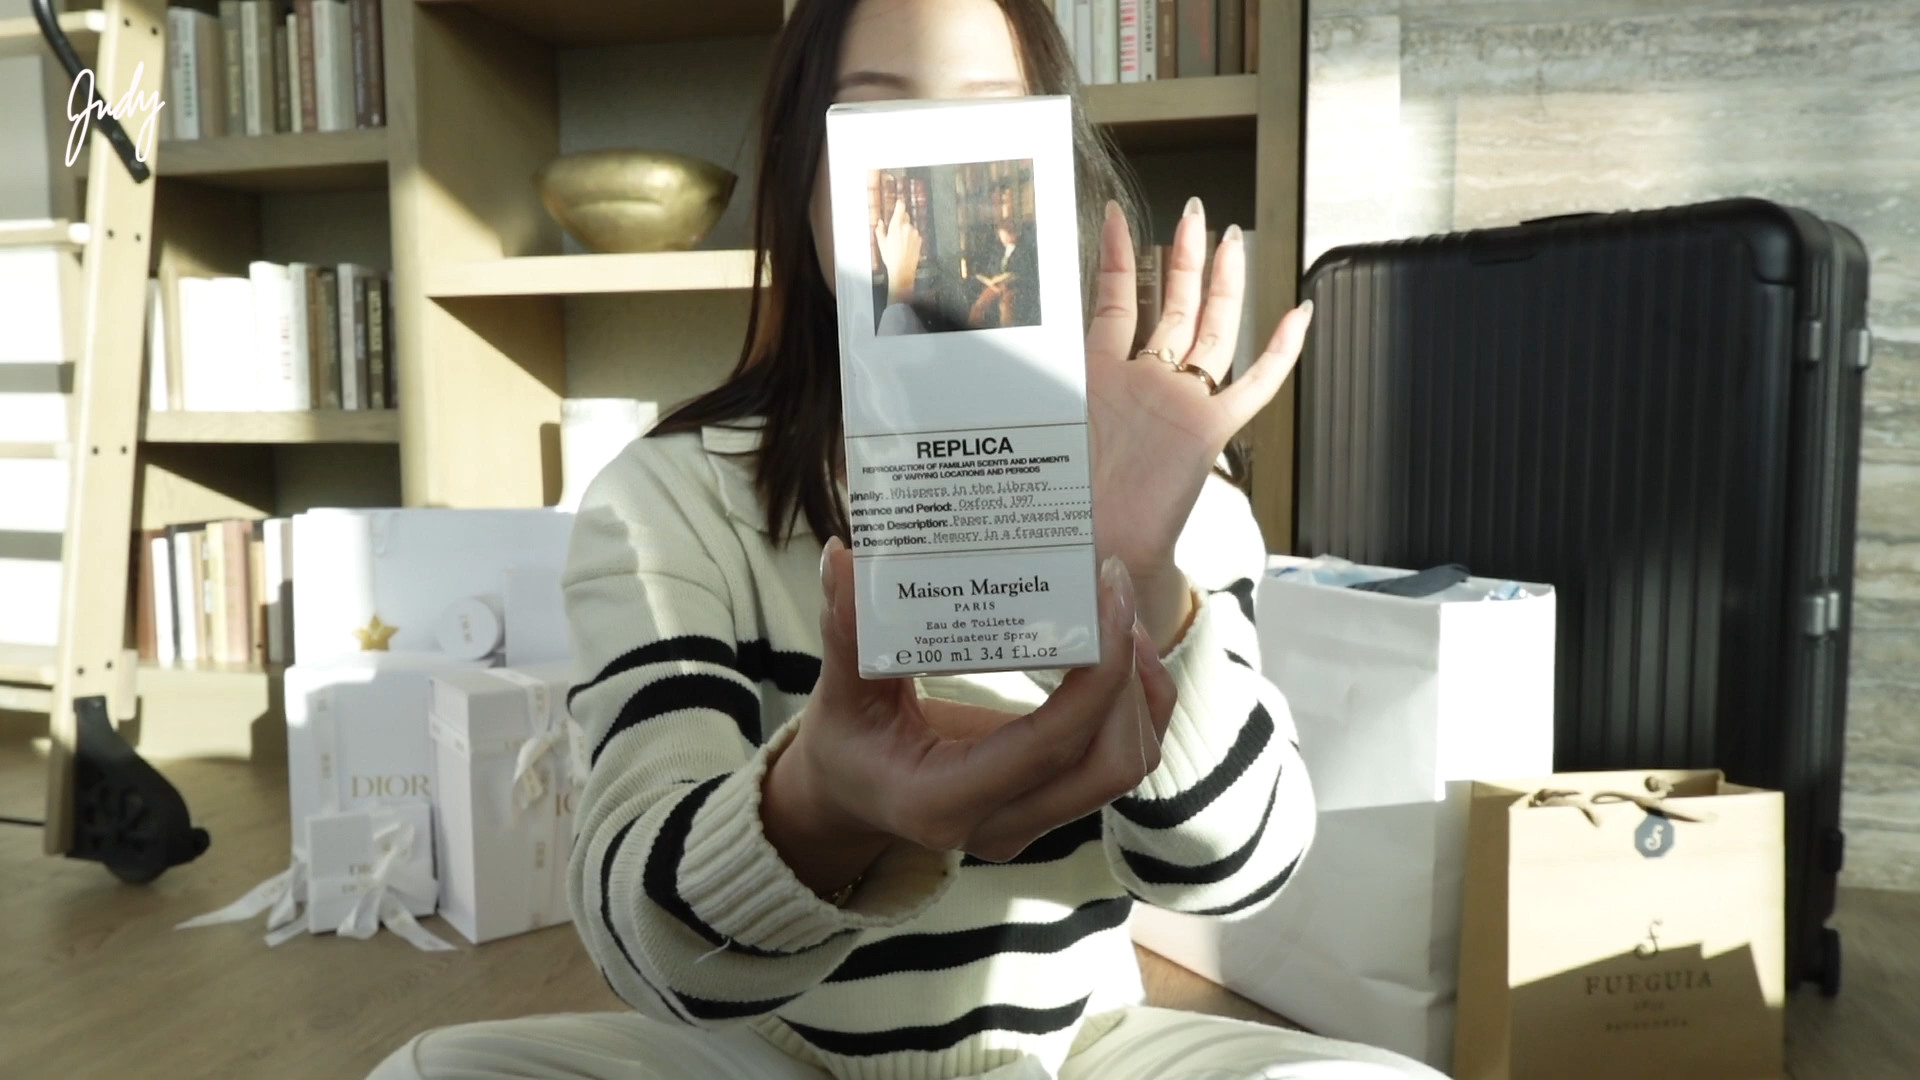 Judy
REPLICA
REPRODUCTION OF FAMILIAR SCENTS AND MOMENTS
OF VARYING LOCATIONS AND PERIODS
ginally: Whispers in the Library
venance and Period: Oxford, 1997
grance Description: Paper and waxed wood
e Description: Memory in a fragrance
Maison Margiela
PARIS
Eau de Toilette
Vaporisateur Spray
℮ 100 ml 3.4 fl.oz
DIOR
FUEGUIA